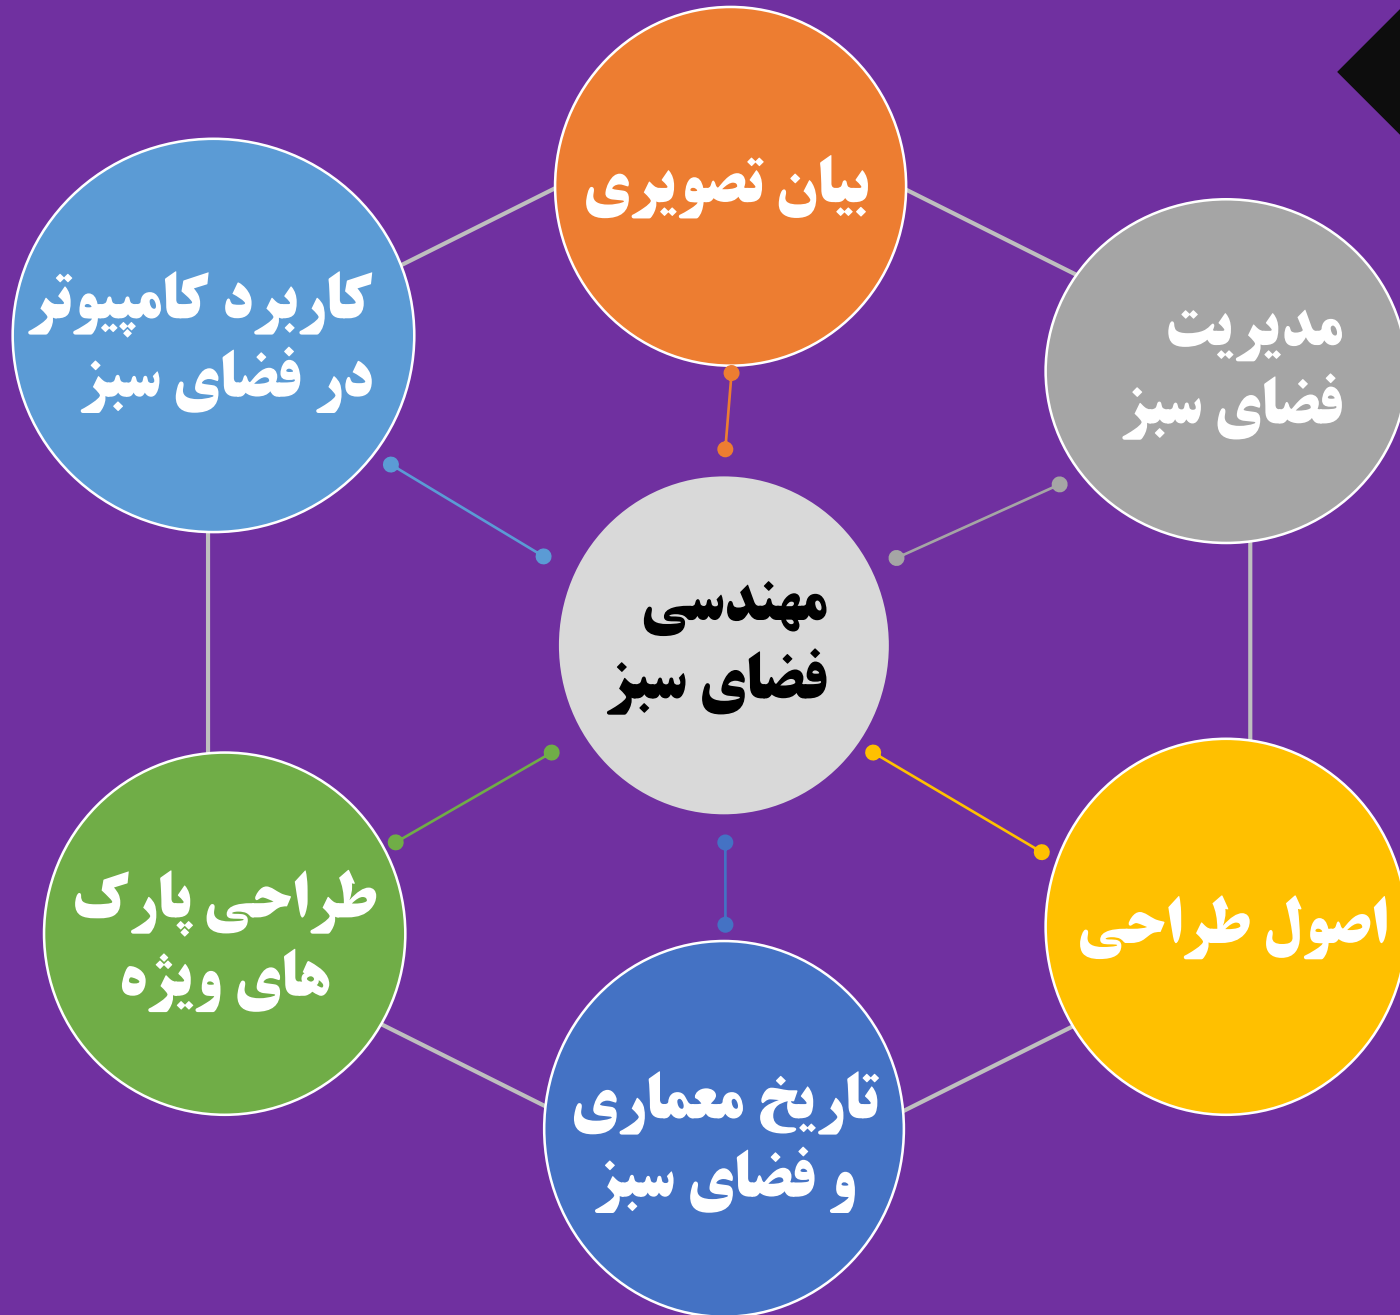 بیان تصویری
مدیریت
فضای سبز
کاربرد کامپیوتر
در فضای سبز
مهندسی
فضای سبز
اصول طراحی
طراحی پارک
های ویژه
تاریخ معماری
و فضای سبز